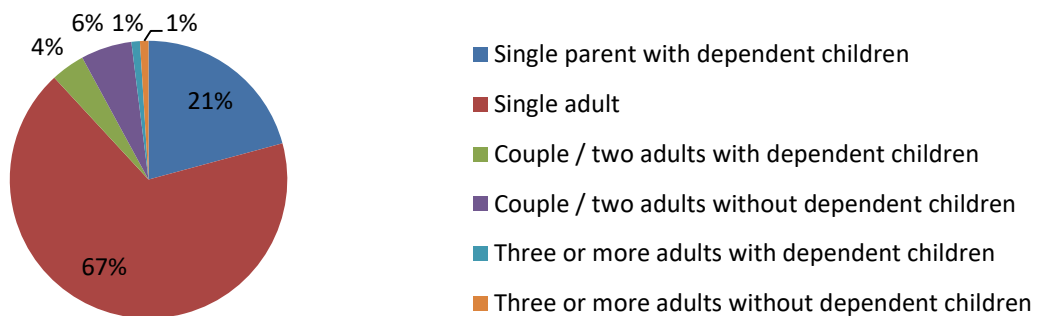 6% 1% 1%
4%
21%
67%
Single parent with dependent children
Single adult
Couple / two adults with dependent children
Couple / two adults without dependent children
Three or more adults with dependent children
Three or more adults without dependent children